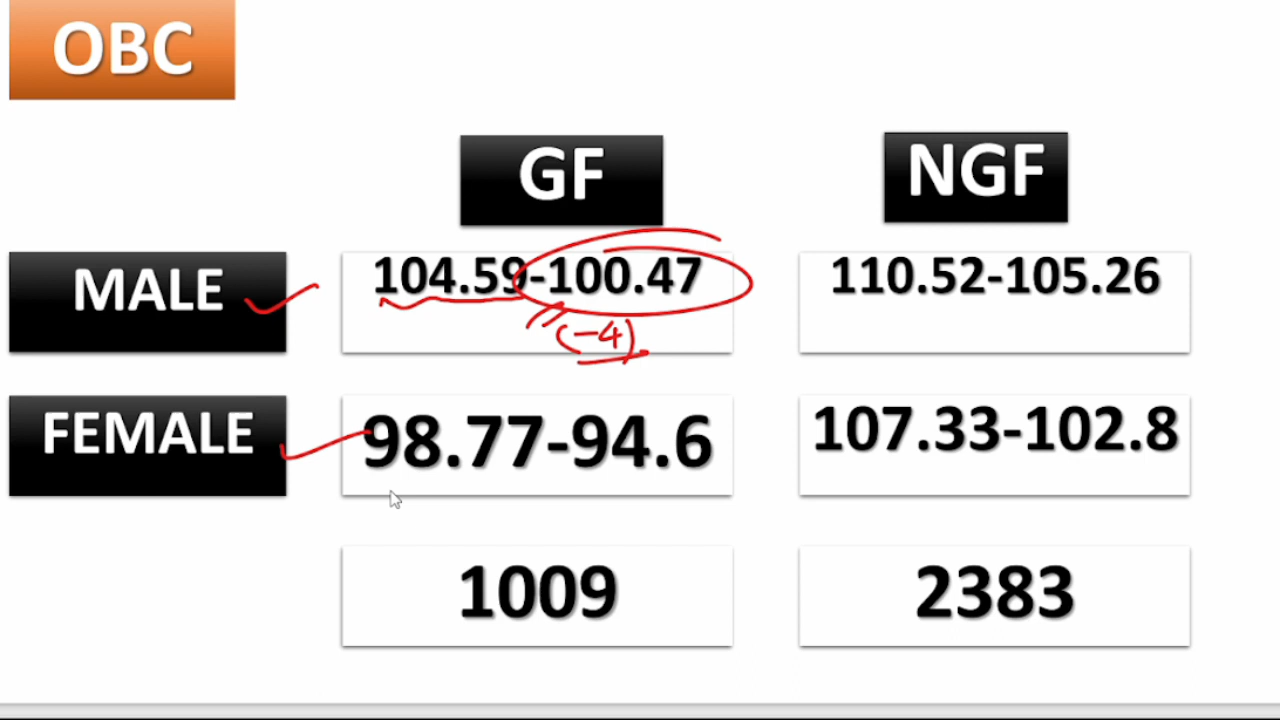 OBC
GF NGF
MALE 104.59-100.47 110.52-105.26
(-4)
FEMALE 98.77-94.6 107.33-102.8
1009 2383